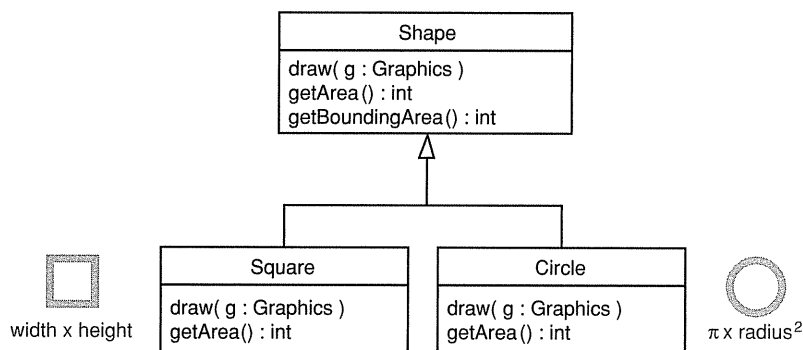 Shape
draw( g : Graphics )
getArea() : int
getBoundingArea() : int
Square
draw( g : Graphics )
getArea() : int
Circle
draw( g : Graphics )
getArea() : int
width x height
π x radius²